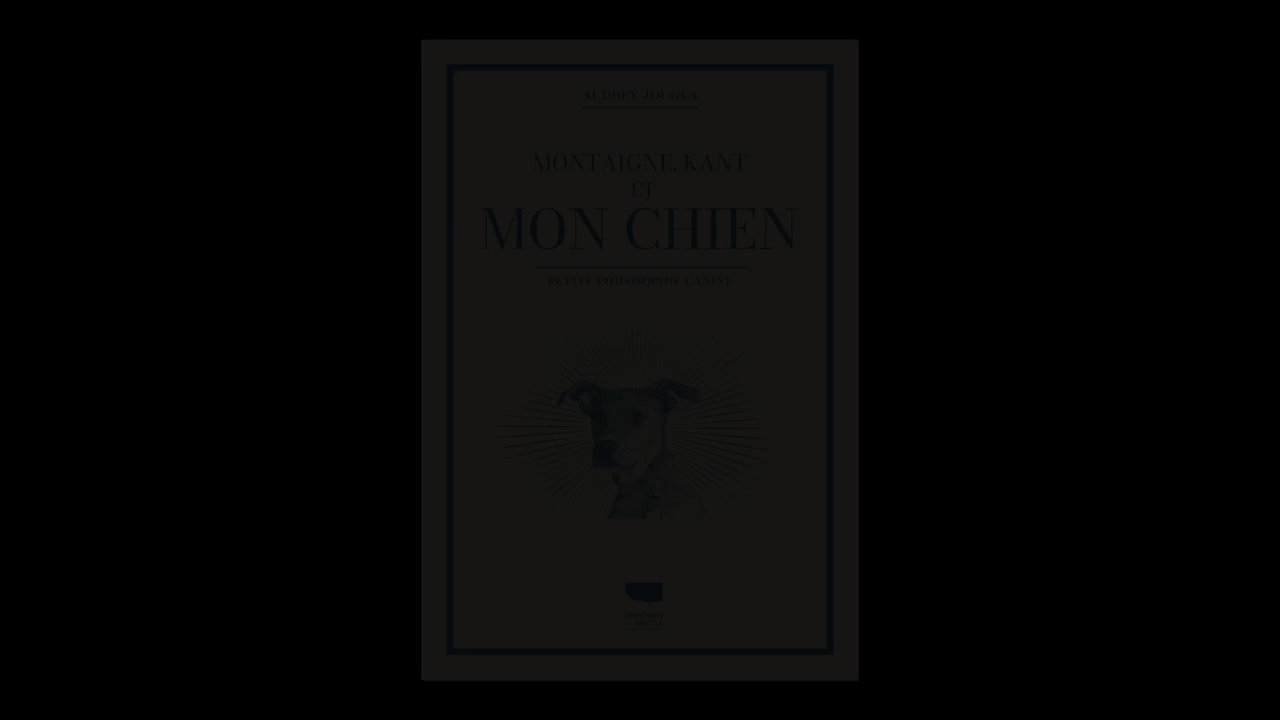 AUDREY JOUGLA
MONTAIGNE, KANT
ET
MON CHIEN
PETITE PHILOSOPHIE CANINE